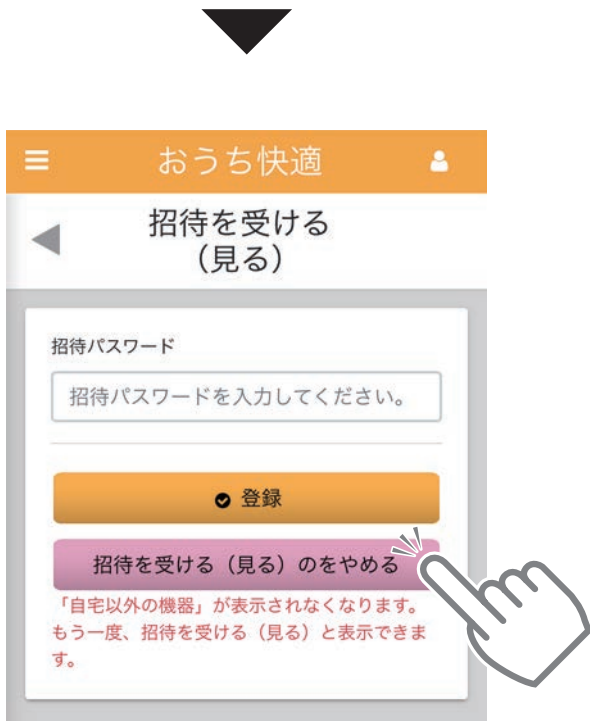 おうち快適
招待を受ける
（見る）
招待パスワード
招待パスワードを入力してください。
登録
招待を受ける（見る）のをやめる
「自宅以外の機器」が表示されなくなります。
もう一度、招待を受ける（見る）と表示できま
す。